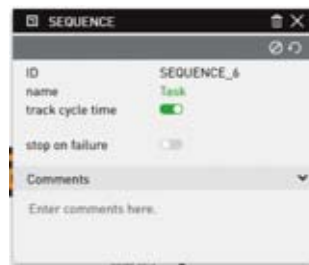 SEQUENCE
ID SEQUENCE_6
name Task
track cycle time
stop on failure
Comments
Enter comments here.